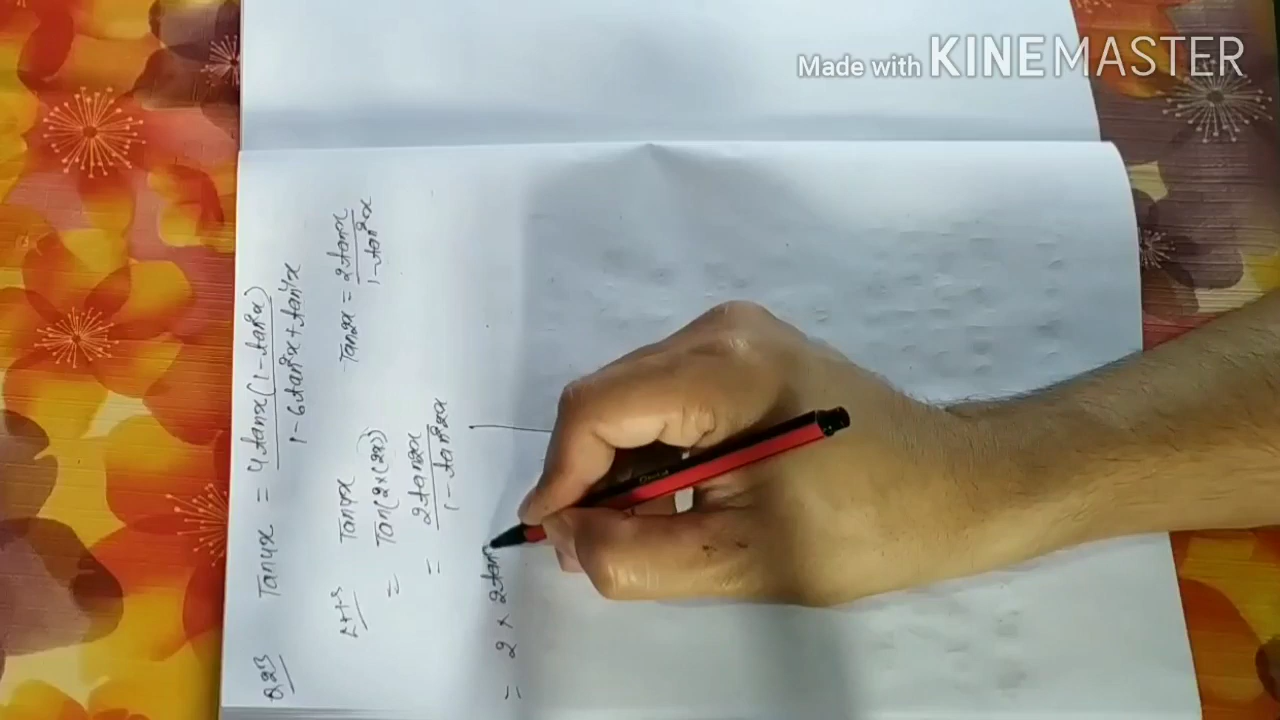 Made with KINEMASTER
Q23 Tan4x = 4tanx(1-tan²x) / 1-6tan²x+tan⁴x
L.H.S Tan4x Tan2x = 2tanx / 1-tan²x
= Tan(2×(2x))
= 2tan2x / 1-tan²2x
= 2 × 2tan